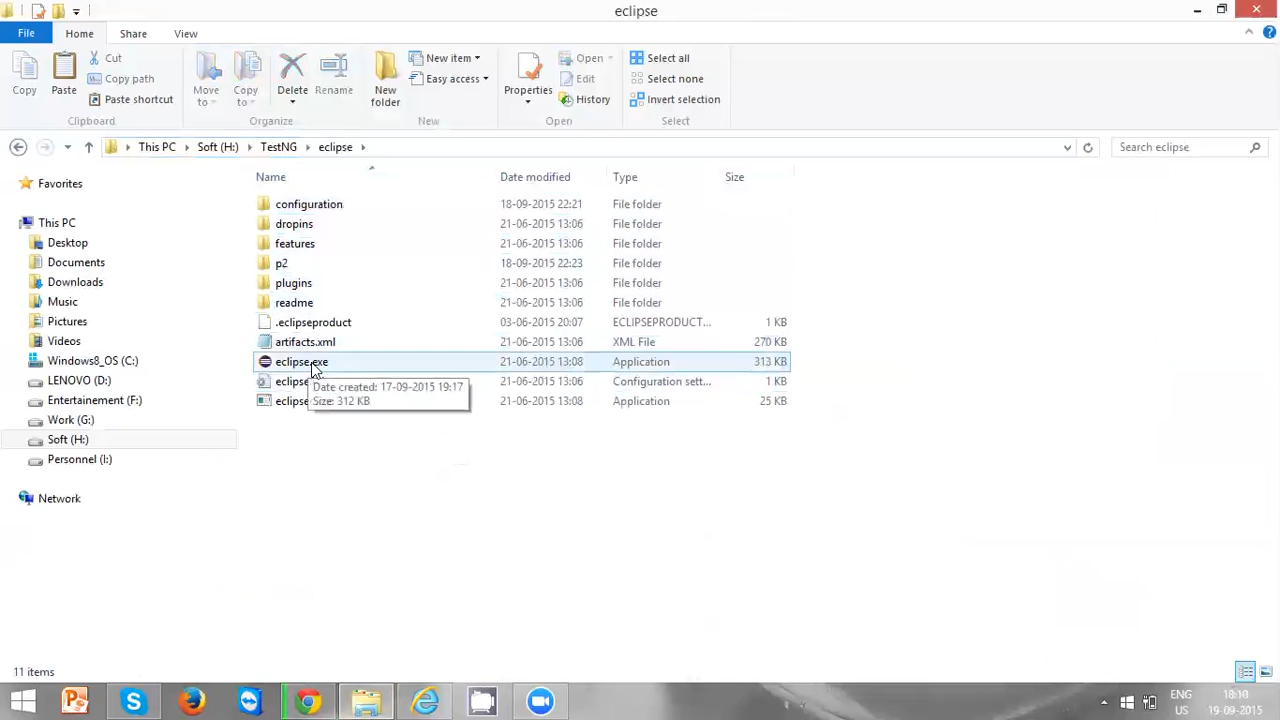 eclipse
File Home Share View
Copy
Paste
Cut
Copy path
Paste shortcut
Clipboard
Move to
Copy to
Delete
Rename
Organize
New folder
New item
Easy access
New
Properties
Open
Edit
History
Open
Select all
Select none
Invert selection
Select
This PC Soft (H:) TestNG eclipse
Search eclipse
Favorites
This PC
Desktop
Documents
Downloads
Music
Pictures
Videos
Windows8_OS (C:)
LENOVO (D:)
Entertainement (F:)
Work (G:)
Soft (H:)
Personnel (I:)
Network
Name Date modified Type Size
configuration 18-09-2015 22:21 File folder
dropins 21-06-2015 13:06 File folder
features 21-06-2015 13:06 File folder
p2 18-09-2015 22:23 File folder
plugins 21-06-2015 13:06 File folder
readme 21-06-2015 13:06 File folder
.eclipseproduct 03-06-2015 20:07 ECLIPSEPRODUCT... 1 KB
artifacts.xml 21-06-2015 13:06 XML File 270 KB
eclipse.exe 21-06-2015 13:08 Application 313 KB
eclipse 21-06-2015 13:06 Configuration sett... 1 KB
eclipse 21-06-2015 13:08 Application 25 KB
Date created: 17-09-2015 19:17
Size: 312 KB
11 items
ENG
US
18:10
19-09-2015